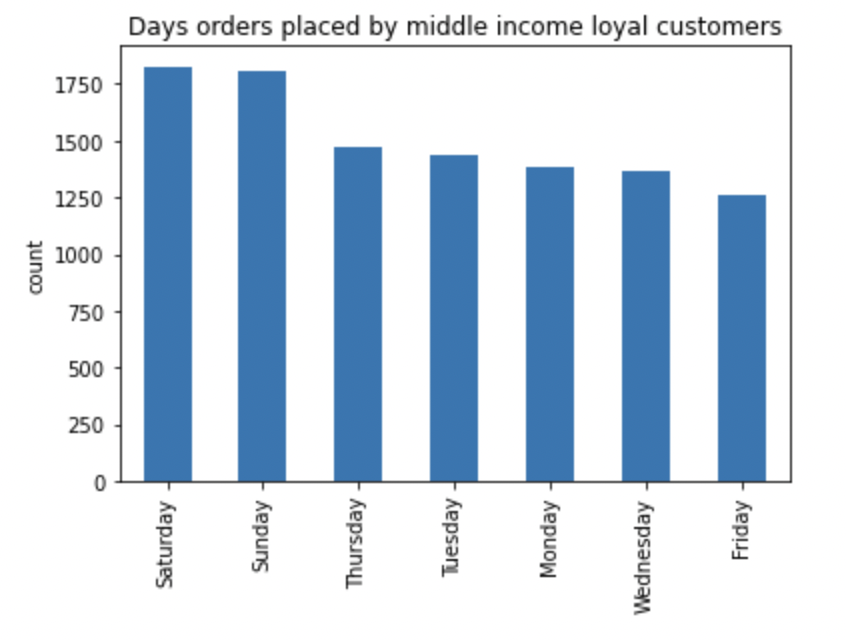 Days orders placed by middle income loyal customers
1750
1500
1250
1000
750
500
250
0
count
Saturday
Sunday
Thursday
Tuesday
Monday
Wednesday
Friday